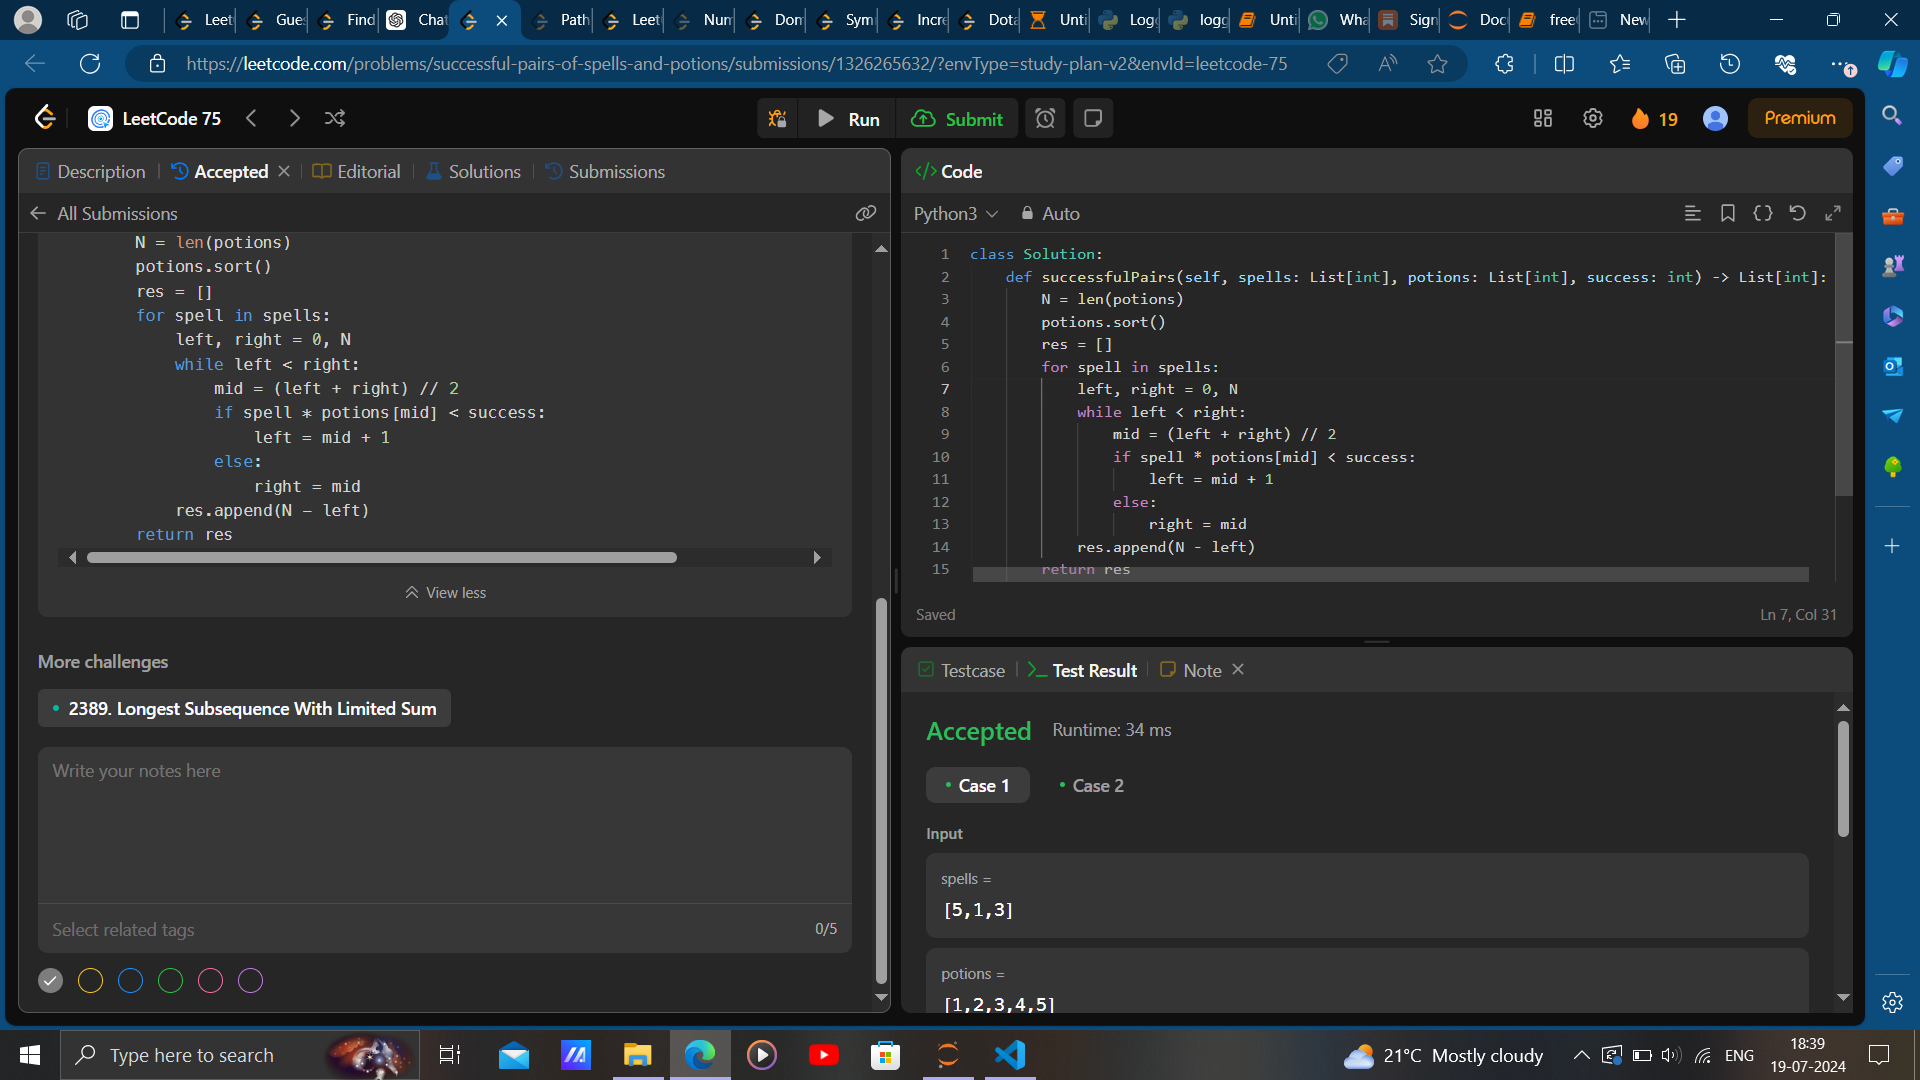 Leet
Gues
Find
Chat
Path
Leet
Num
Dom
Sym
Incre
Dota
Unti
Logg
logg
Unti
Wha
Sign
Doc
free
New
https://leetcode.com/problems/successful-pairs-of-spells-and-potions/submissions/1326265632/?envType=study-plan-v2&envId=leetcode-75
LeetCode 75
Run
Submit
19
Premium
Description
Accepted
Editorial
Solutions
Submissions
All Submissions
N = len(potions)
potions.sort()
res = []
for spell in spells:
left, right = 0, N
while left < right:
mid = (left + right) // 2
if spell * potions[mid] < success:
left = mid + 1
else:
right = mid
res.append(N - left)
return res
View less
More challenges
2389. Longest Subsequence With Limited Sum
Write your notes here
Select related tags
0/5
</> Code
Python3
Auto
1 class Solution:
2 def successfulPairs(self, spells: List[int], potions: List[int], success: int) -> List[int]:
3 N = len(potions)
4 potions.sort()
5 res = []
6 for spell in spells:
7 left, right = 0, N
8 while left < right:
9 mid = (left + right) // 2
10 if spell * potions[mid] < success:
11 left = mid + 1
12 else:
13 right = mid
14 res.append(N - left)
15 return res
Saved
Ln 7, Col 31
Testcase
Test Result
Note
Accepted
Runtime: 34 ms
Case 1
Case 2
Input
spells =
[5,1,3]
potions =
[1,2,3,4,5]
Type here to search
21°C Mostly cloudy
ENG
18:39
19-07-2024